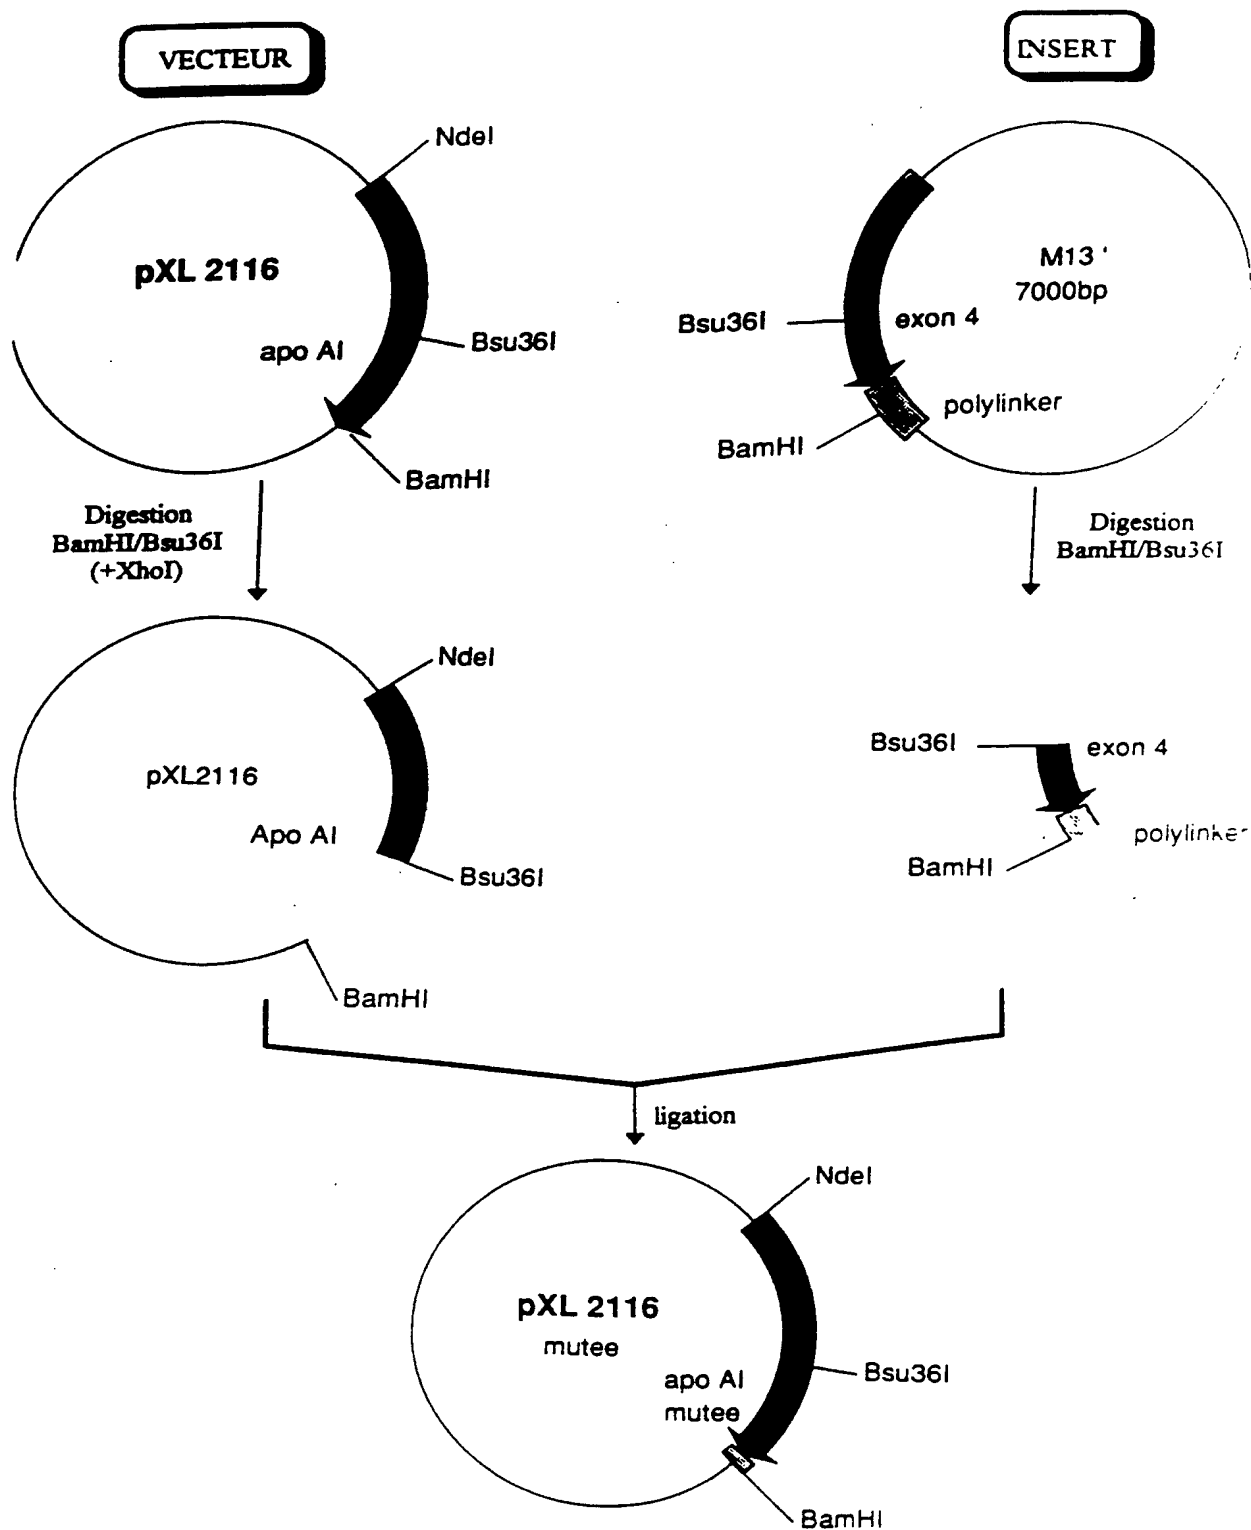 VECTEUR
INSERT
NdeI
pXL 2116
apo AI
Bsu36I
BamHI
M13 '
7000bp
Bsu36I
exon 4
polylinker
BamHI
Digestion
BamHI/Bsu36I
(+XhoI)
Digestion
BamHI/Bsu36I
NdeI
pXL2116
Apo AI
Bsu36I
BamHI
Bsu36I
exon 4
polylinker
BamHI
ligation
NdeI
pXL 2116
mutee
apo AI
mutee
Bsu36I
BamHI